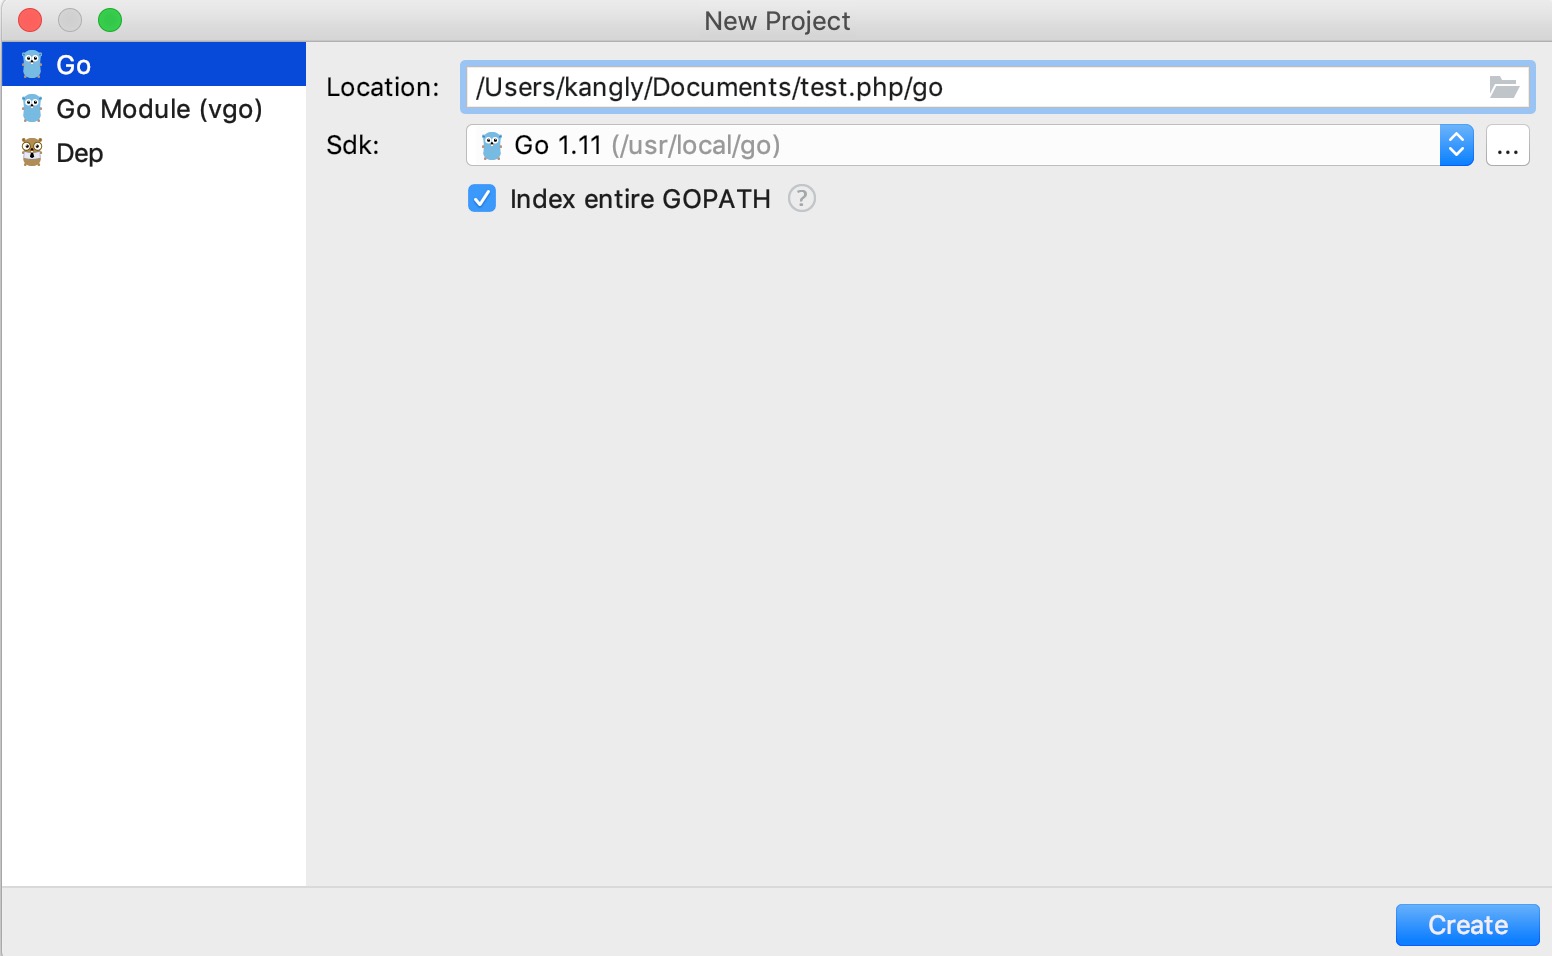 New Project
Go
Go Module (vgo)
Dep
Location: /Users/kangly/Documents/test.php/go
Sdk: Go 1.11 (/usr/local/go) ...
Index entire GOPATH ?
Create